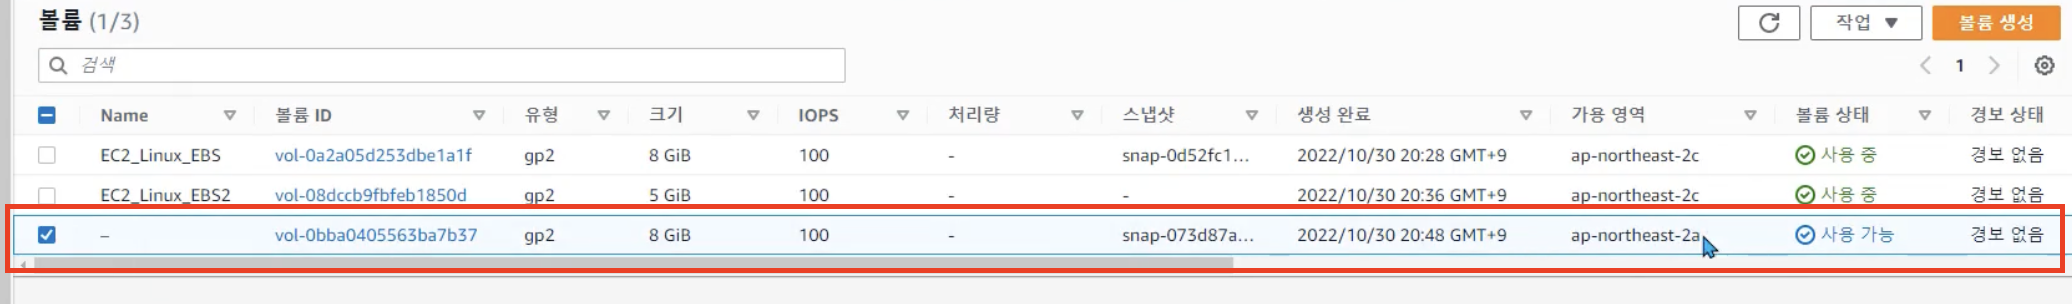 볼륨 (1/3)
작업 ▼
볼륨 생성
검색
1
Name 볼륨 ID 유형 크기 IOPS 처리량 스냅샷 생성 완료 가용 영역 볼륨 상태 경보 상태
EC2_Linux_EBS vol-0a2a05d253dbe1a1f gp2 8 GiB 100 - snap-0d52fc1... 2022/10/30 20:28 GMT+9 ap-northeast-2c 사용 중 경보 없음
EC2_Linux_EBS2 vol-08dccb9fbfeb1850d gp2 5 GiB 100 - - 2022/10/30 20:36 GMT+9 ap-northeast-2c 사용 중 경보 없음
– vol-0bba0405563ba7b37 gp2 8 GiB 100 - snap-073d87a... 2022/10/30 20:48 GMT+9 ap-northeast-2a 사용 가능 경보 없음